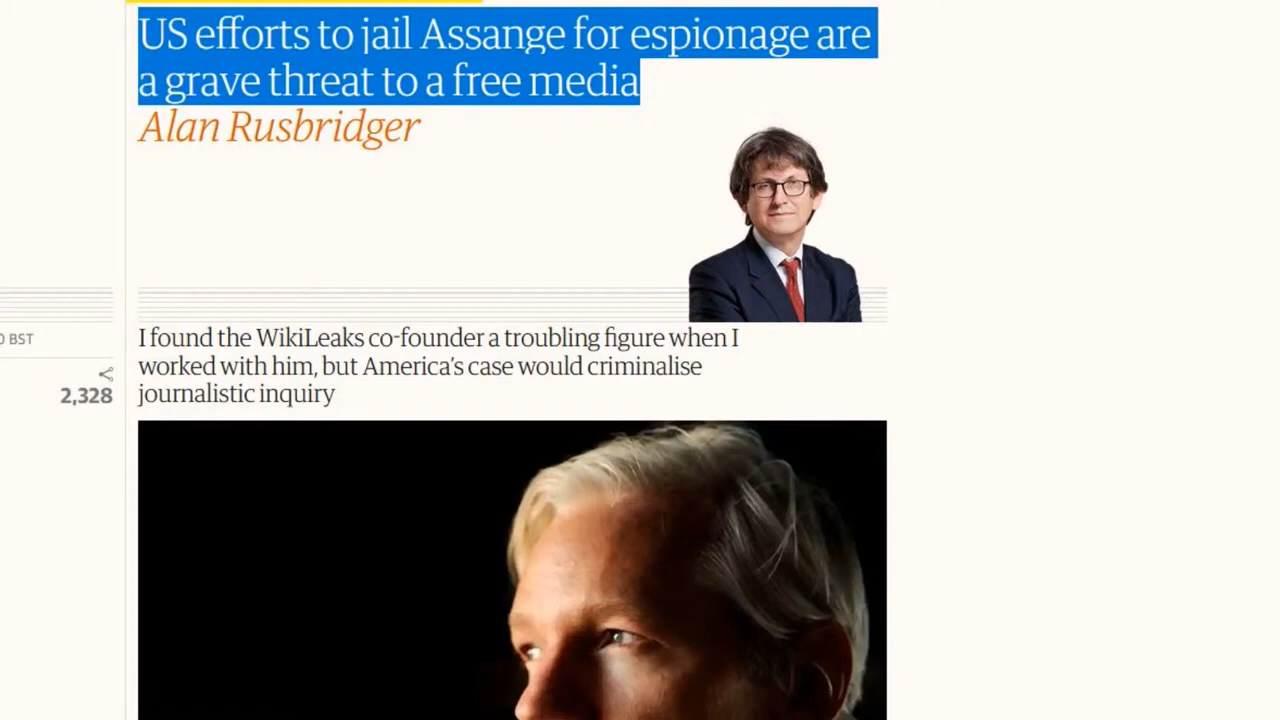 US efforts to jail Assange for espionage are
a grave threat to a free media
Alan Rusbridger
0 BST
I found the WikiLeaks co-founder a troubling figure when I
worked with him, but America's case would criminalise
2,328
journalistic inquiry